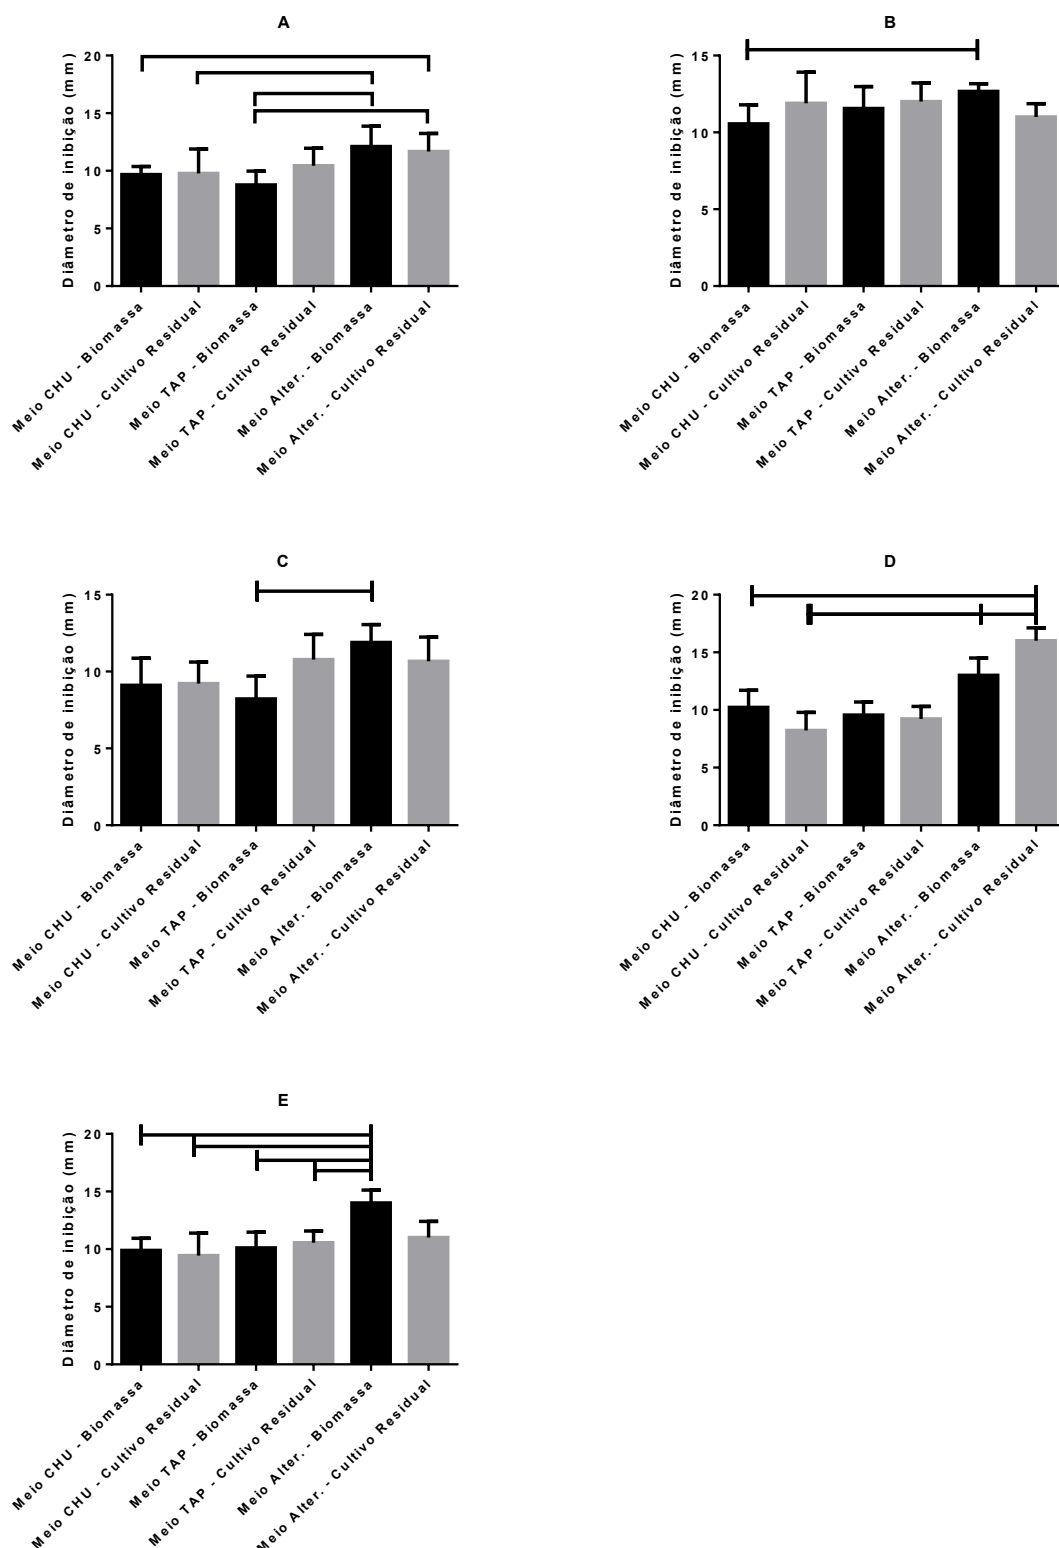 A
Diâmetro de inibição (mm)
20
15
10
5
0
Meio CHU - Biomassa
Meio CHU - Cultivo Residual
Meio TAP - Biomassa
Meio TAP - Cultivo Residual
Meio Alter. - Biomassa
Meio Alter. - Cultivo Residual
B
Diâmetro de inibição (mm)
15
10
5
0
Meio CHU - Biomassa
Meio CHU - Cultivo Residual
Meio TAP - Biomassa
Meio TAP - Cultivo Residual
Meio Alter. - Biomassa
Meio Alter. - Cultivo Residual
C
Diâmetro de inibição (mm)
15
10
5
0
Meio CHU - Biomassa
Meio CHU - Cultivo Residual
Meio TAP - Biomassa
Meio TAP - Cultivo Residual
Meio Alter. - Biomassa
Meio Alter. - Cultivo Residual
D
Diâmetro de inibição (mm)
20
15
10
5
0
Meio CHU - Biomassa
Meio CHU - Cultivo Residual
Meio TAP - Biomassa
Meio TAP - Cultivo Residual
Meio Alter. - Biomassa
Meio Alter. - Cultivo Residual
E
Diâmetro de inibição (mm)
20
15
10
5
0
Meio CHU - Biomassa
Meio CHU - Cultivo Residual
Meio TAP - Biomassa
Meio TAP - Cultivo Residual
Meio Alter. - Biomassa
Meio Alter. - Cultivo Residual